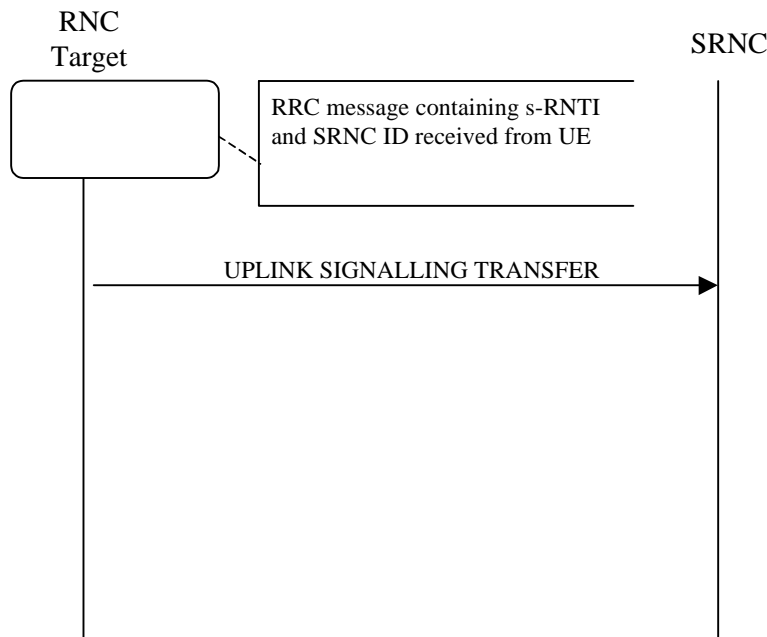 RNC
Target
SRNC
RRC message containing s-RNTI
and SRNC ID received from UE
UPLINK SIGNALLING TRANSFER